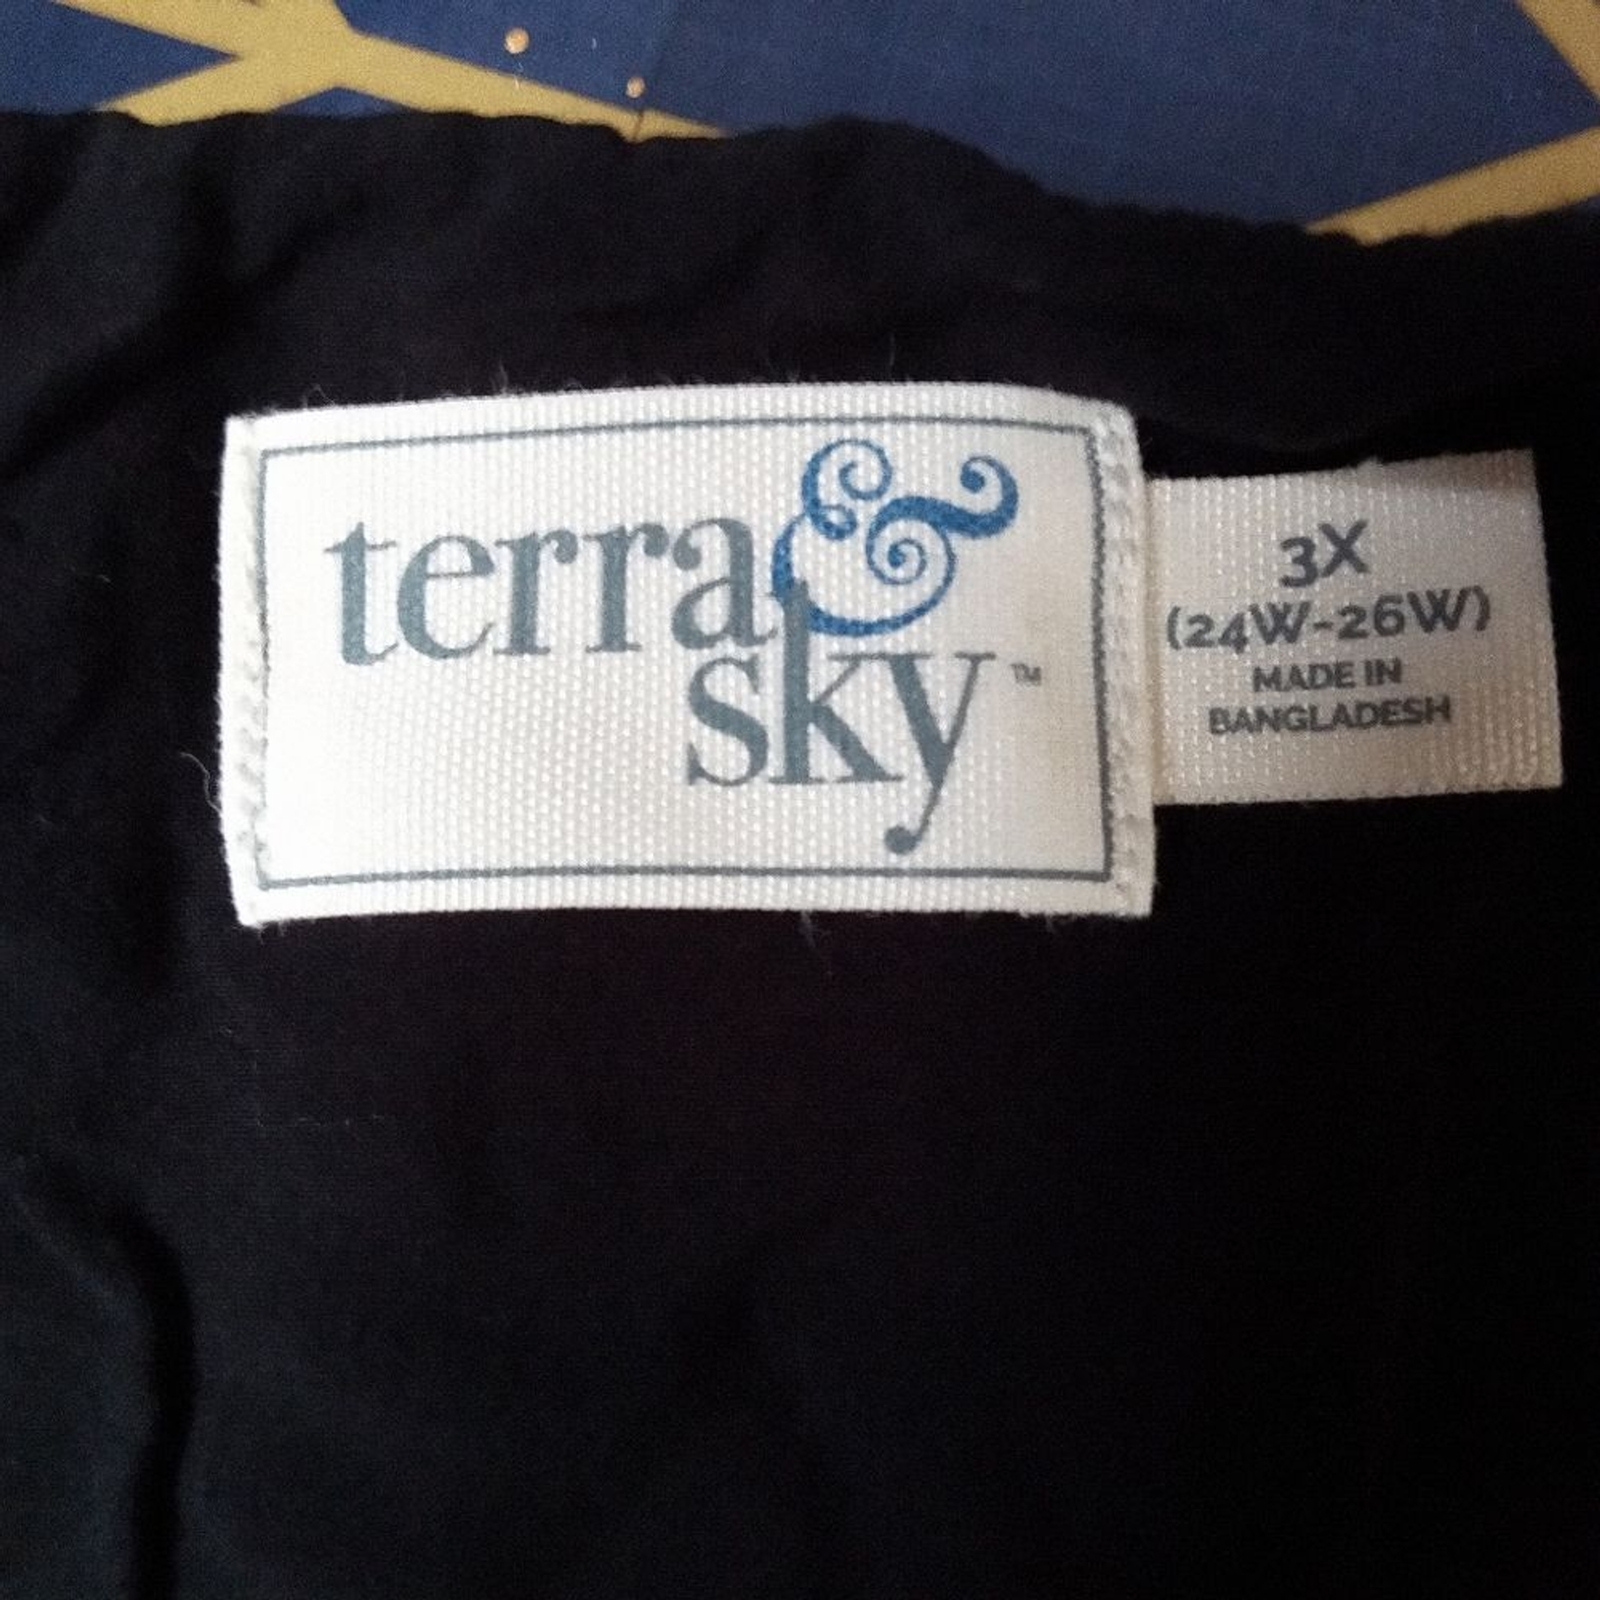 terra &
sky™
3X
(24W-26W)
MADE IN
BANGLADESH